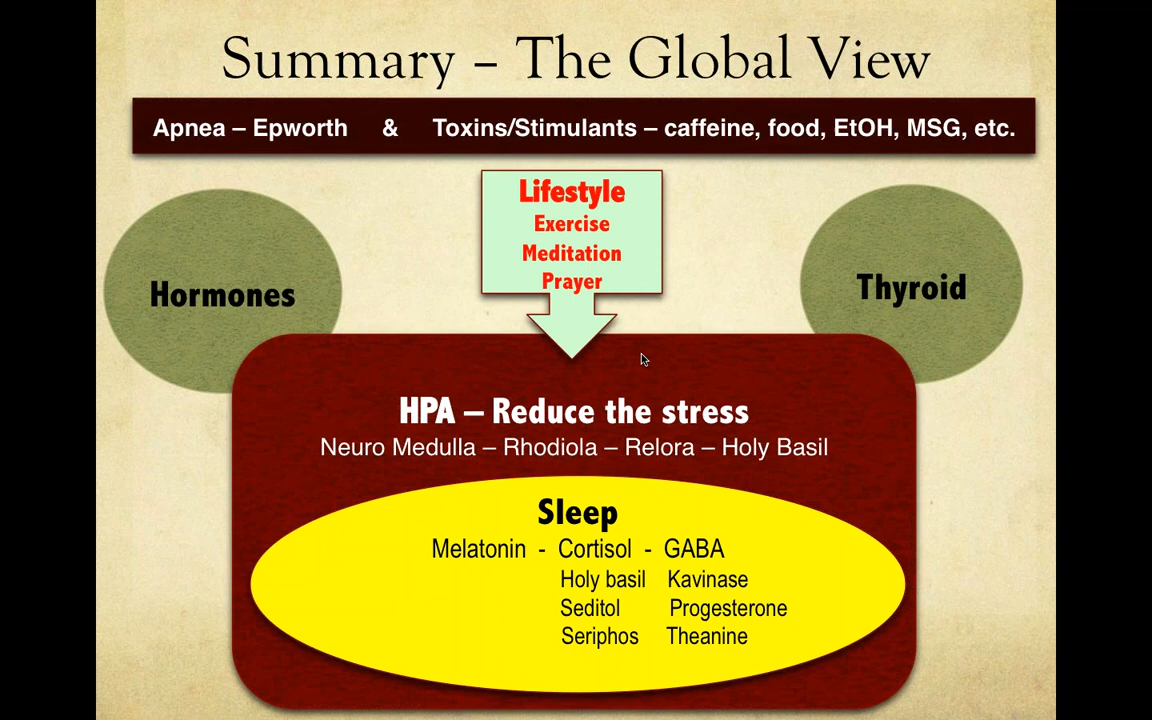 Summary – The Global View
Apnea – Epworth & Toxins/Stimulants – caffeine, food, EtOH, MSG, etc.
Lifestyle
Exercise
Meditation
Prayer
Hormones
Thyroid
HPA – Reduce the stress
Neuro Medulla – Rhodiola – Relora – Holy Basil
Sleep
Melatonin - Cortisol - GABA
Holy basil Kavinase
Seditol Progesterone
Seriphos Theanine